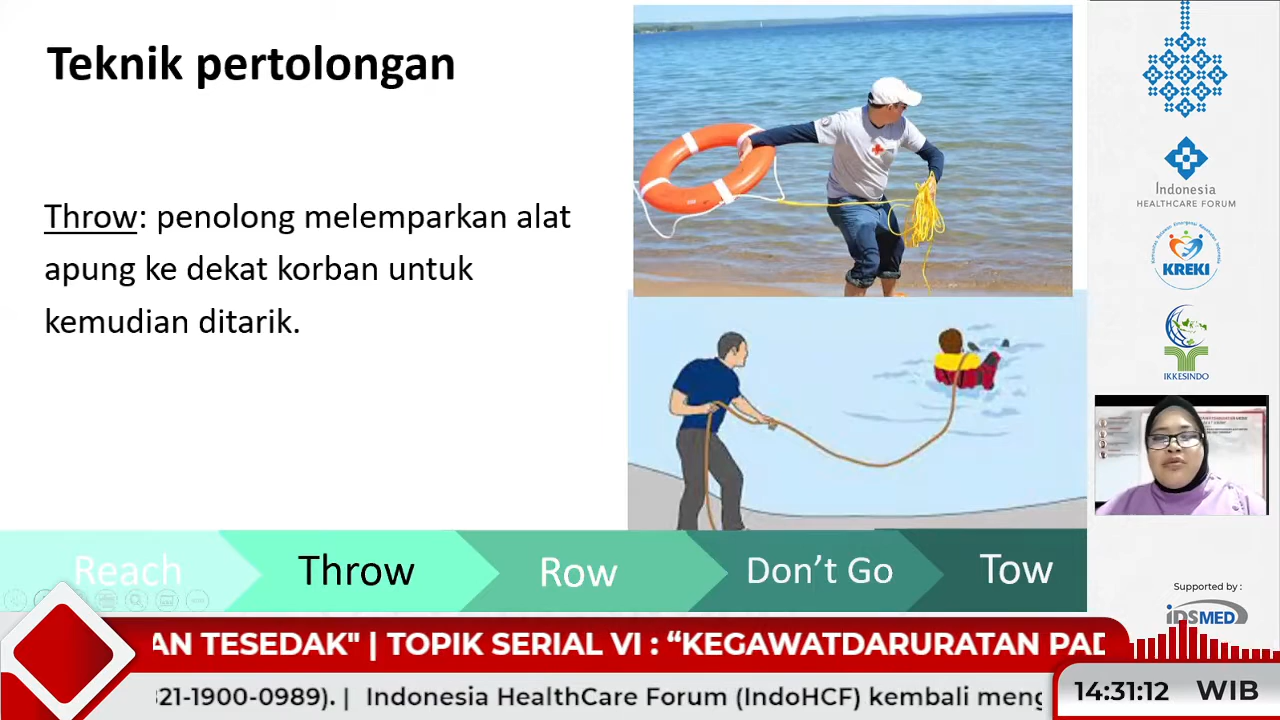 Teknik pertolongan
Throw: penolong melemparkan alat
apung ke dekat korban untuk
kemudian ditarik.
Reach
Throw
Row
Don’t Go
Tow
Indonesia
HEALTHCARE FORUM
KREKI
IKKESINDO
Supported by :
iDSMED
AN TESEDAK" | TOPIK SERIAL VI : “KEGAWATDARURATAN PAD
321-1900-0989). | Indonesia HealthCare Forum (IndoHCF) kembali meng
14:31:12 WIB